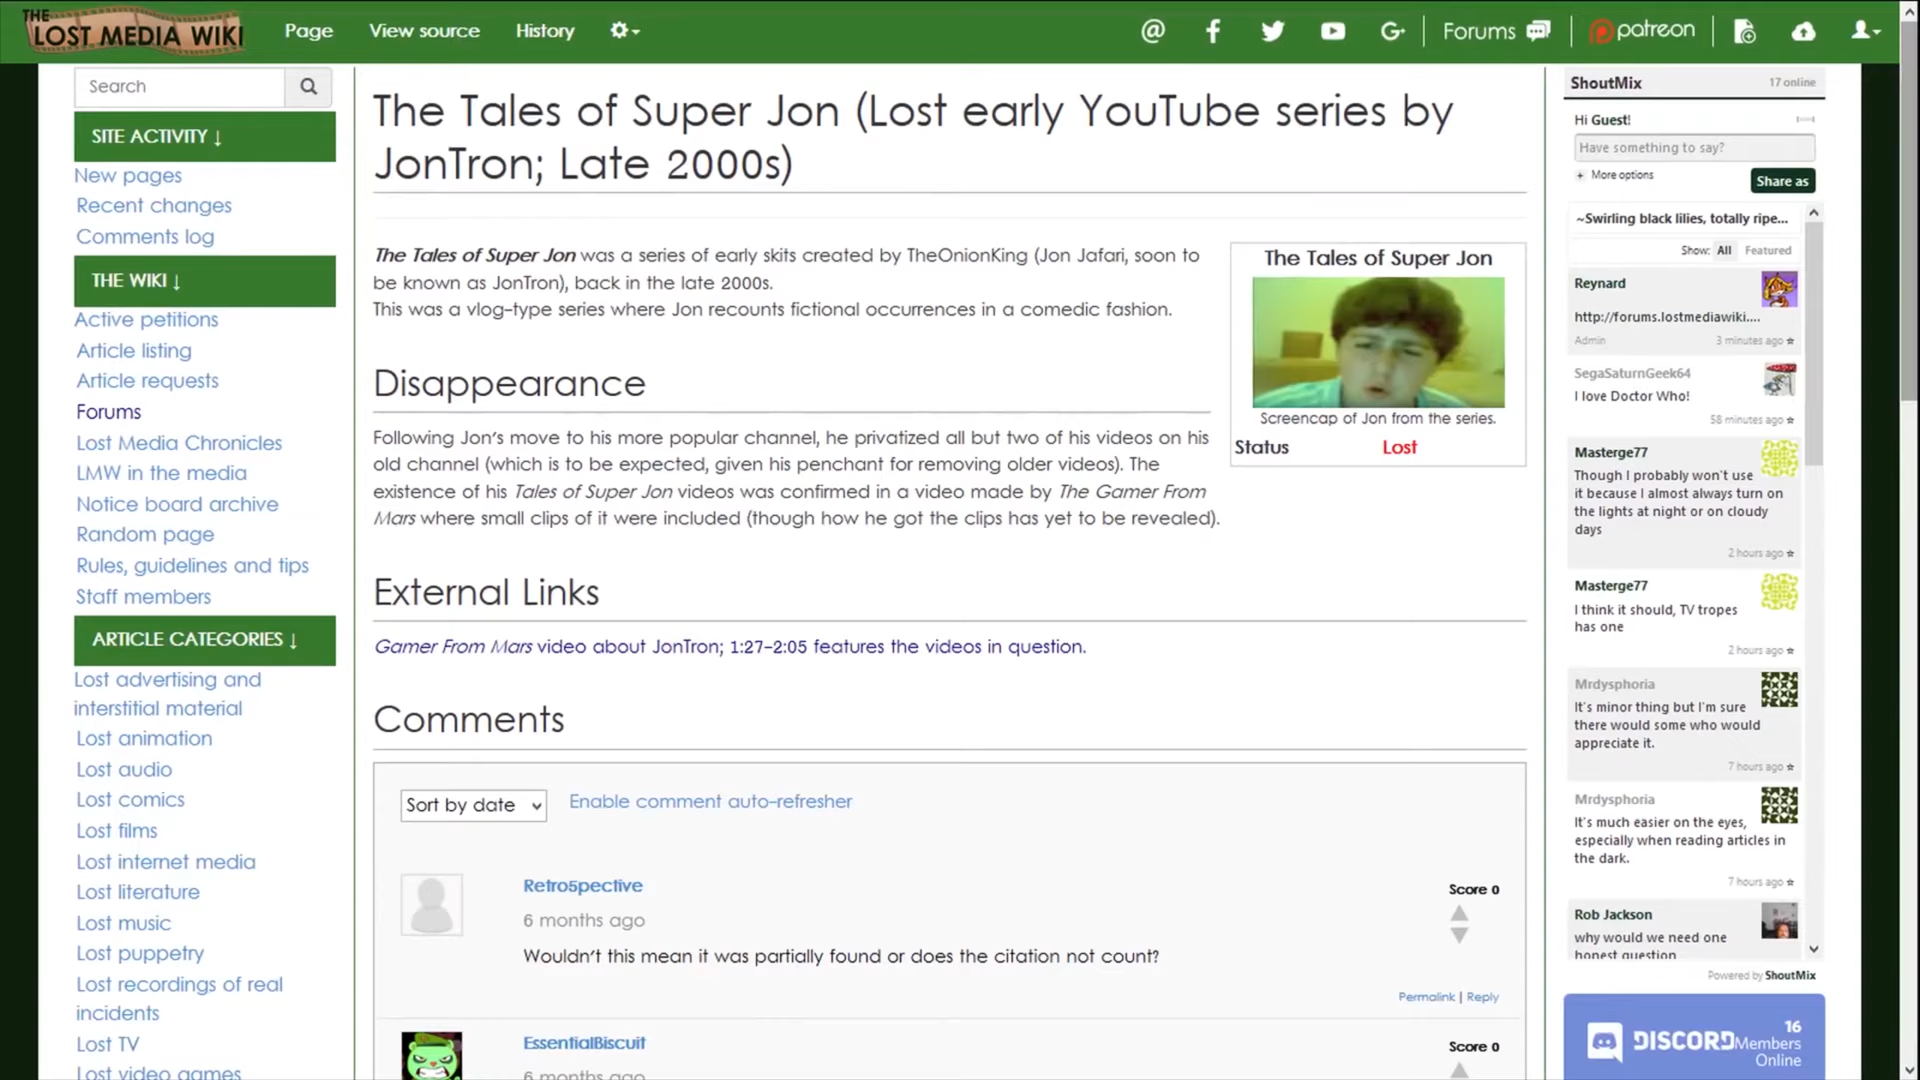 THE
LOST MEDIA WIKI
Page
View source
History
Forums
patreon
Search
SITE ACTIVITY ↓
New pages
Recent changes
Comments log
THE WIKI ↓
Active petitions
Article listing
Article requests
Forums
Lost Media Chronicles
LMW in the media
Notice board archive
Random page
Rules, guidelines and tips
Staff members
ARTICLE CATEGORIES ↓
Lost advertising and
interstitial material
Lost animation
Lost audio
Lost comics
Lost films
Lost internet media
Lost literature
Lost music
Lost puppetry
Lost recordings of real
incidents
Lost TV
Lost video games
The Tales of Super Jon (Lost early YouTube series by
JonTron; Late 2000s)
The Tales of Super Jon was a series of early skits created by TheOnionKing (Jon Jafari, soon to
be known as JonTron), back in the late 2000s.
This was a vlog-type series where Jon recounts fictional occurrences in a comedic fashion.
The Tales of Super Jon
Screencap of Jon from the series.
Status Lost
Disappearance
Following Jon's move to his more popular channel, he privatized all but two of his videos on his
old channel (which is to be expected, given his penchant for removing older videos). The
existence of his Tales of Super Jon videos was confirmed in a video made by The Gamer From
Mars where small clips of it were included (though how he got the clips has yet to be revealed).
External Links
Gamer From Mars video about JonTron; 1:27-2:05 features the videos in question.
Comments
Sort by date
Enable comment auto-refresher
Retro5pective
6 months ago
Wouldn't this mean it was partially found or does the citation not count?
Score 0
Permalink | Reply
EssentialBiscuit
6 months ago
Score 0
ShoutMix
17 online
Hi Guest!
Have something to say?
+ More options
Share as
~Swirling black lilies, totally ripe...
Show: All Featured
Reynard
http://forums.lostmediawiki....
Admin
3 minutes ago
SegaSaturnGeek64
I love Doctor Who!
58 minutes ago
Masterge77
Though I probably won't use
it because I almost always turn on
the lights at night or on cloudy
days
2 hours ago
Masterge77
I think it should, TV tropes
has one
2 hours ago
Mrdysphoria
It's minor thing but I'm sure
there would some who would
appreciate it.
7 hours ago
Mrdysphoria
It's much easier on the eyes,
especially when reading articles in
the dark.
7 hours ago
Rob Jackson
why would we need one
honest question
Powered by ShoutMix
DISCORD
16
Members
Online